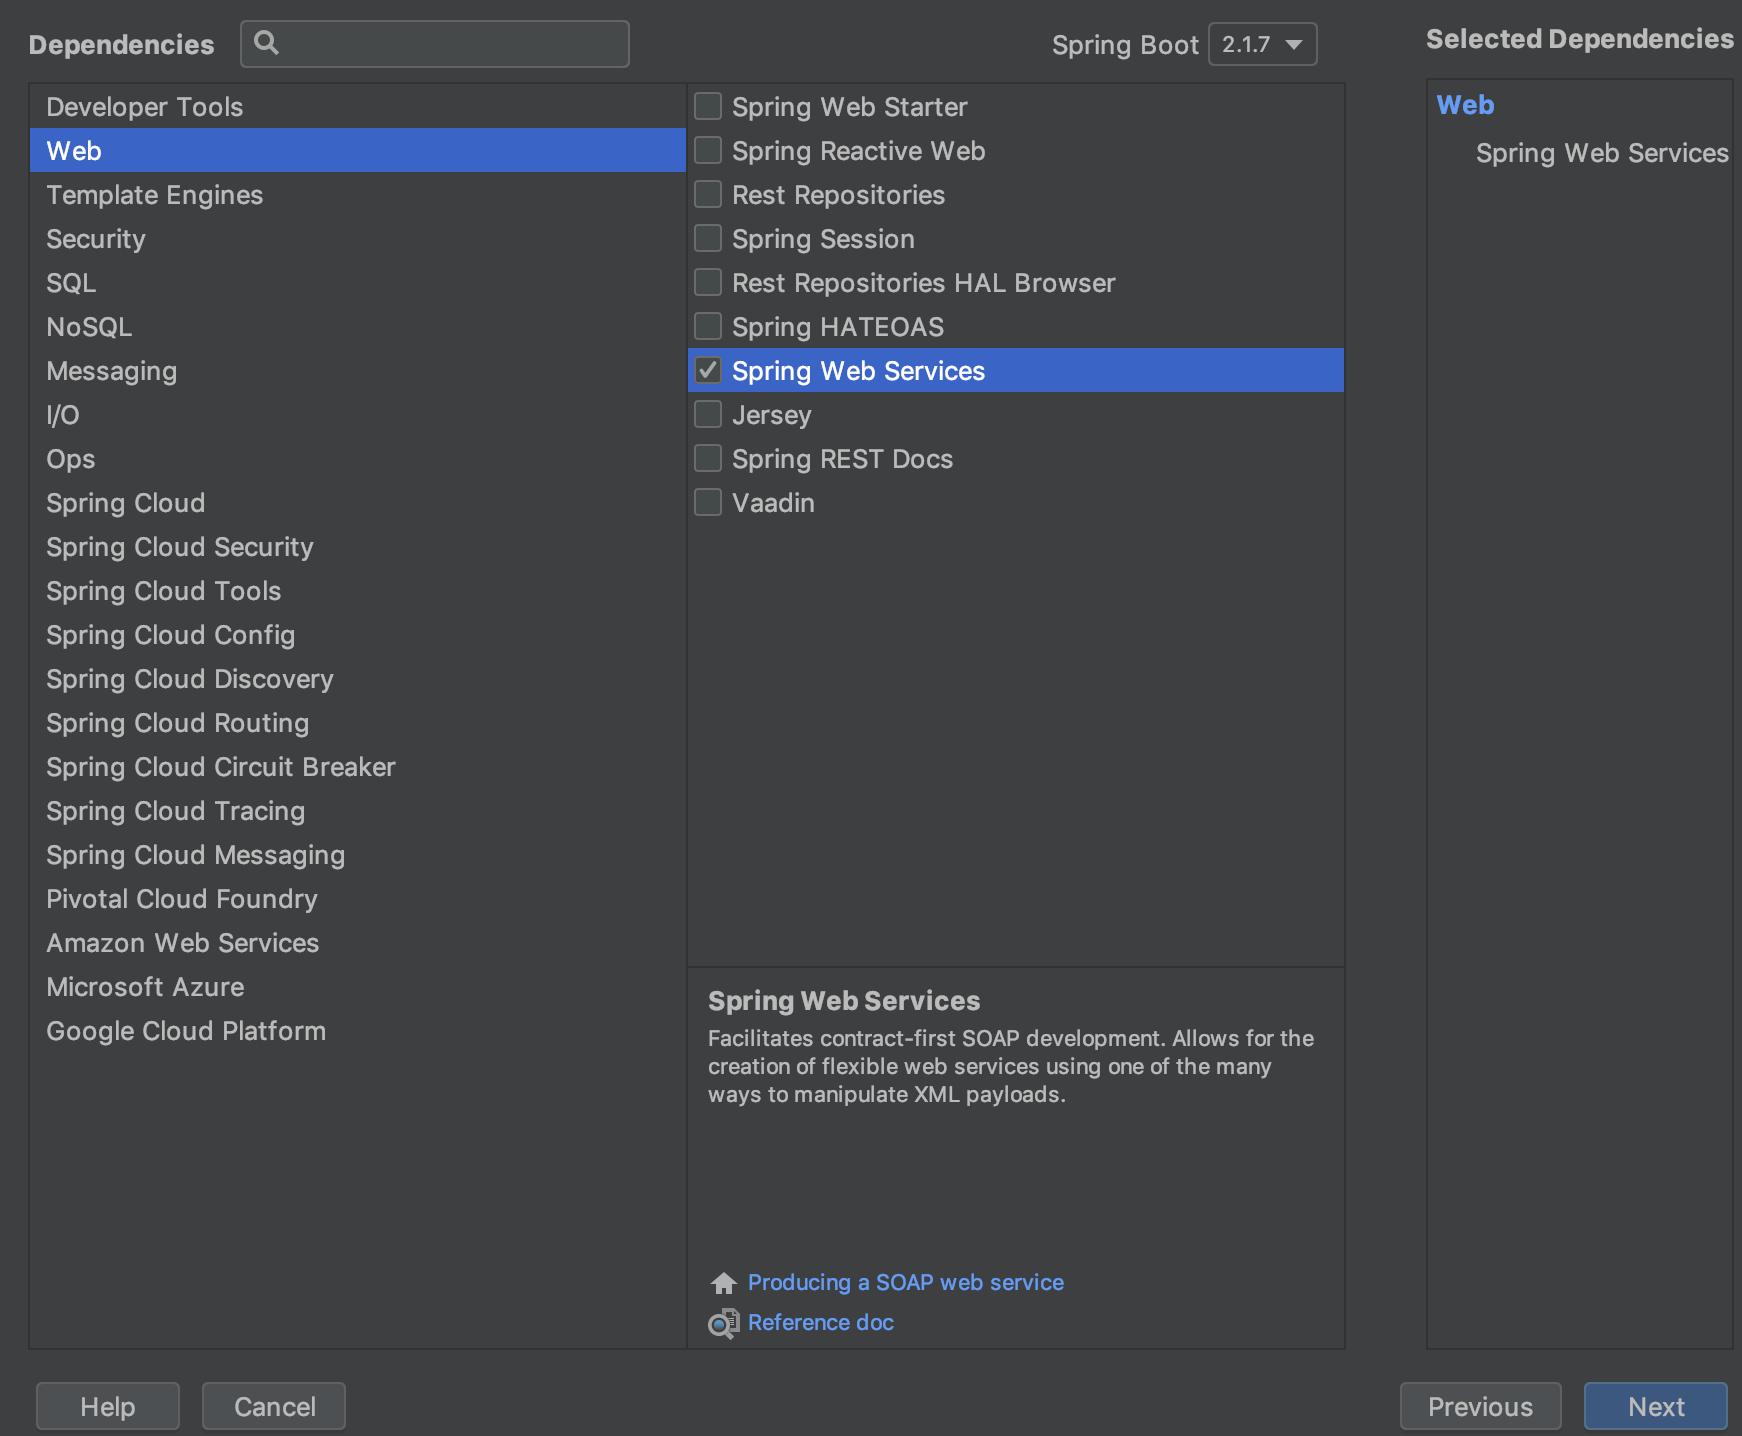 Dependencies
Spring Boot 2.1.7
Selected Dependencies
Developer Tools
Web
Template Engines
Security
SQL
NoSQL
Messaging
I/O
Ops
Spring Cloud
Spring Cloud Security
Spring Cloud Tools
Spring Cloud Config
Spring Cloud Discovery
Spring Cloud Routing
Spring Cloud Circuit Breaker
Spring Cloud Tracing
Spring Cloud Messaging
Pivotal Cloud Foundry
Amazon Web Services
Microsoft Azure
Google Cloud Platform
Spring Web Starter
Spring Reactive Web
Rest Repositories
Spring Session
Rest Repositories HAL Browser
Spring HATEOAS
Spring Web Services
Jersey
Spring REST Docs
Vaadin
Spring Web Services
Facilitates contract-first SOAP development. Allows for the
creation of flexible web services using one of the many
ways to manipulate XML payloads.
Producing a SOAP web service
Reference doc
Web
Spring Web Services
Help
Cancel
Previous
Next